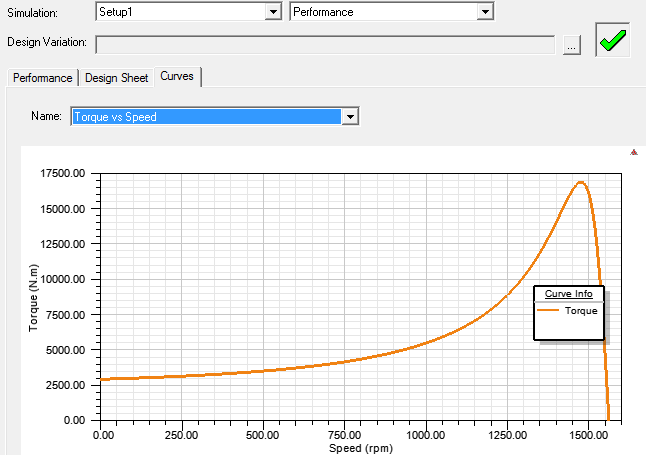 Simulation: Setup1 Performance
Design Variation: ...
Performance Design Sheet Curves
Name: Torque vs Speed
17500.00
15000.00
12500.00
10000.00
7500.00
5000.00
2500.00
0.00
Torque (N.m)
Curve Info
Torque
0.00 250.00 500.00 750.00 1000.00 1250.00 1500.00
Speed (rpm)